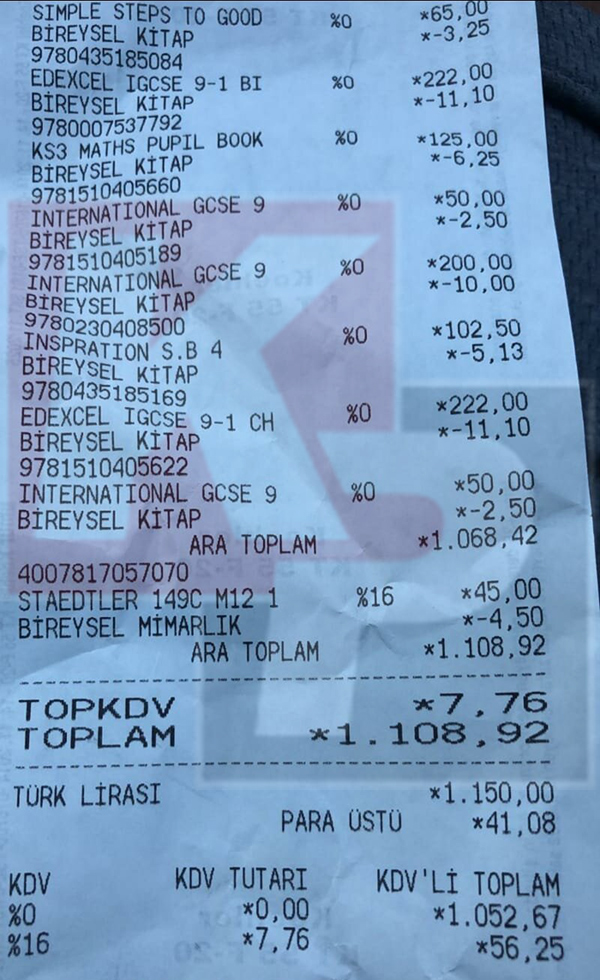 SIMPLE STEPS TO GOOD %0 *65,00
BİREYSEL KİTAP *-3,25
9780435185084
EDEXCEL IGCSE 9-1 BI %0 *222,00
BİREYSEL KİTAP *-11,10
9780007537792
KS3 MATHS PUPIL BOOK %0 *125,00
BİREYSEL KİTAP *-6,25
9781510405660
INTERNATIONAL GCSE 9 %0 *50,00
BİREYSEL KİTAP *-2,50
9781510405189
INTERNATIONAL GCSE 9 %0 *200,00
BİREYSEL KİTAP *-10,00
9780230408500
INSPRATION S.B 4 %0 *102,50
BİREYSEL KİTAP *-5,13
9780435185169
EDEXCEL IGCSE 9-1 CH %0 *222,00
BİREYSEL KİTAP *-11,10
9781510405622
INTERNATIONAL GCSE 9 %0 *50,00
BİREYSEL KİTAP *-2,50
ARA TOPLAM *1.068,42
4007817057070
STAEDTLER 149C M12 1 %16 *45,00
BİREYSEL MİMARLIK *-4,50
ARA TOPLAM *1.108,92
TOPKDV *7,76
TOPLAM *1.108,92
TÜRK LİRASI *1.150,00
PARA ÜSTÜ *41,08
KDV KDV TUTARI KDV'Lİ TOPLAM
%0 *0,00 *1.052,67
%16 *7,76 *56,25